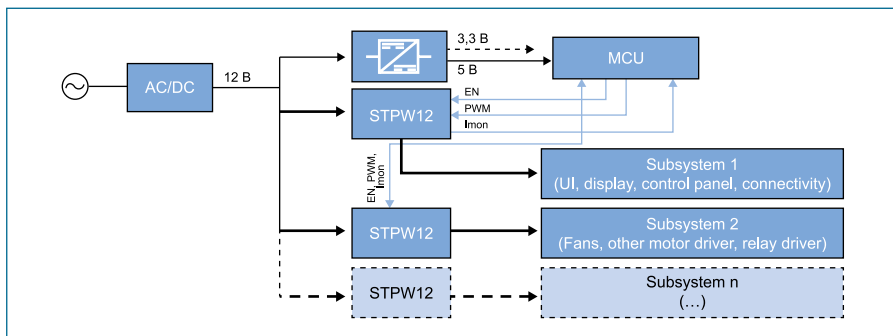 3,3 В
12 В
AC/DC
5 В
MCU
EN
STPW12
PWM
Imon
EN, PWM,
Imon
Subsystem 1
(UI, display, control panel, connectivity)
STPW12
Subsystem 2
(Fans, other motor driver, relay driver)
STPW12
Subsystem n
(...)